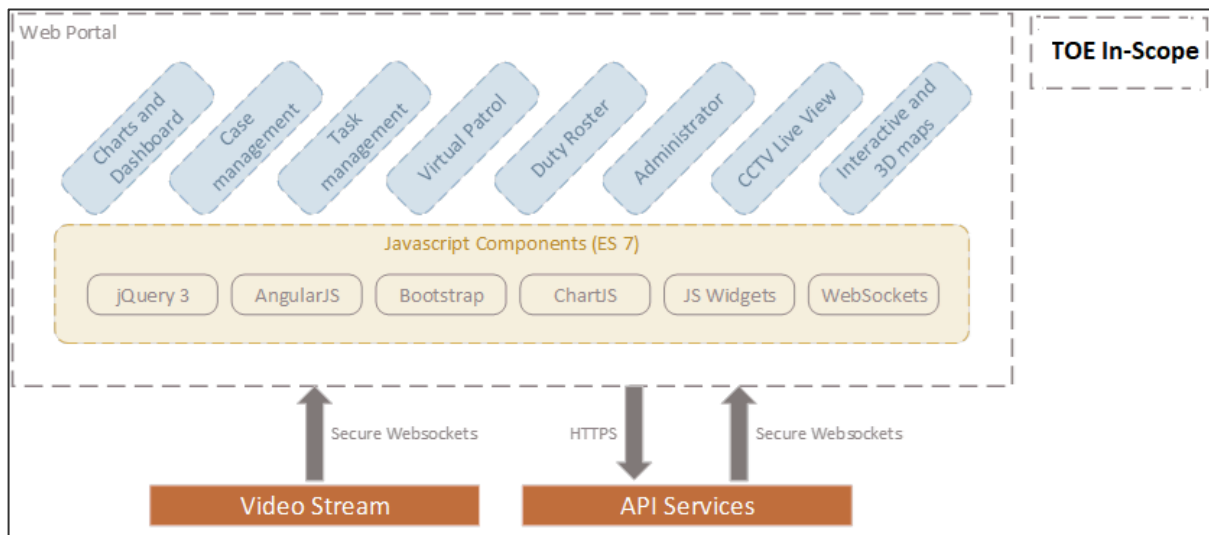 Web Portal
TOE In-Scope
Charts and
Dashboard
Case
management
Task
management
Virtual Patrol
Duty Roster
Administrator
CCTV Live View
Interactive and
3D maps
Javascript Components (ES 7)
jQuery 3
AngularJS
Bootstrap
ChartJS
JS Widgets
WebSockets
Secure Websockets
HTTPS
Secure Websockets
Video Stream
API Services